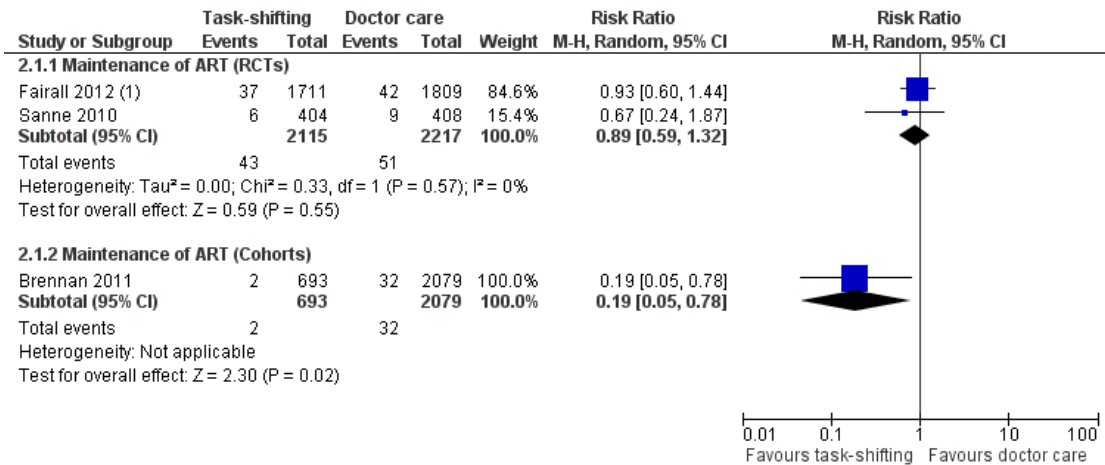 Task-shifting Doctor care Risk Ratio Risk Ratio
Study or Subgroup Events Total Events Total Weight M-H, Random, 95% CI M-H, Random, 95% CI
2.1.1 Maintenance of ART (RCTs)
Fairall 2012 (1) 37 1711 42 1809 84.6% 0.93 [0.60, 1.44]
Sanne 2010 6 404 9 408 15.4% 0.67 [0.24, 1.87]
Subtotal (95% CI) 2115 2217 100.0% 0.89 [0.59, 1.32]
Total events 43 51
Heterogeneity: Tau² = 0.00; Chi² = 0.33, df = 1 (P = 0.57); I² = 0%
Test for overall effect: Z = 0.59 (P = 0.55)
2.1.2 Maintenance of ART (Cohorts)
Brennan 2011 2 693 32 2079 100.0% 0.19 [0.05, 0.78]
Subtotal (95% CI) 693 2079 100.0% 0.19 [0.05, 0.78]
Total events 2 32
Heterogeneity: Not applicable
Test for overall effect: Z = 2.30 (P = 0.02)
0.01 0.1 1 10 100
Favours task-shifting Favours doctor care